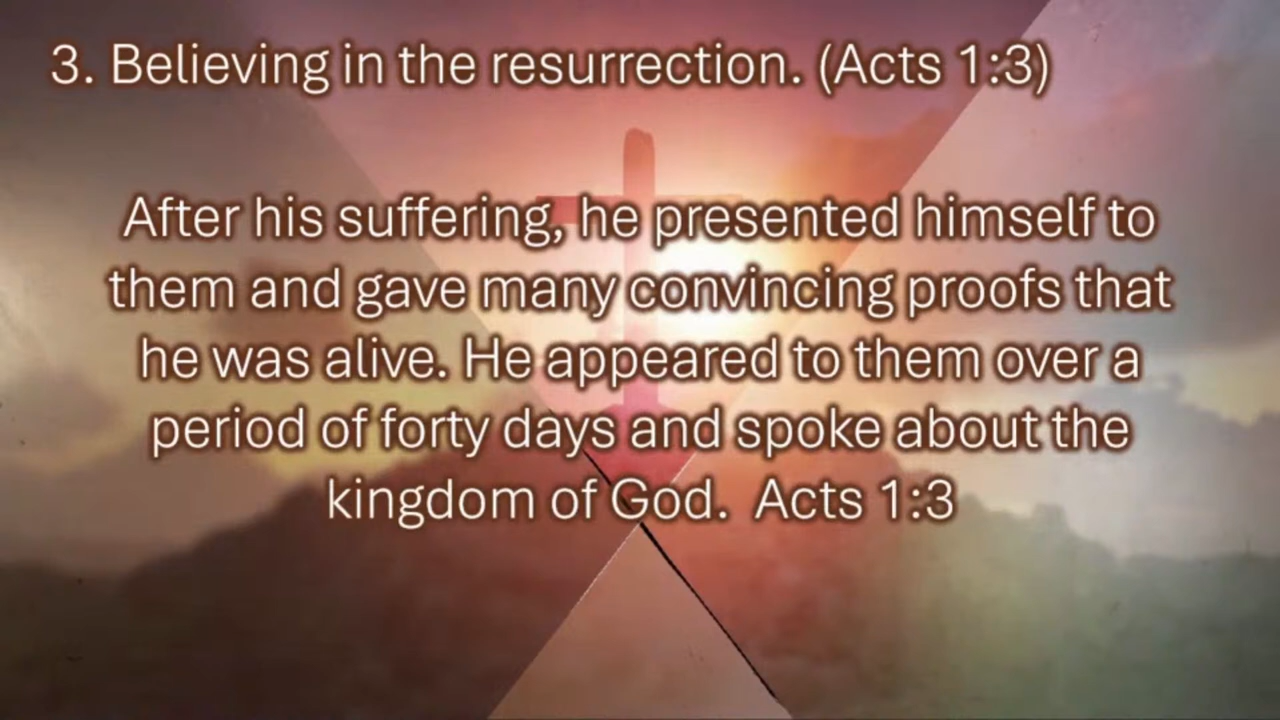 3. Believing in the resurrection. (Acts 1:3)
After his suffering, he presented himself to
them and gave many convincing proofs that
he was alive. He appeared to them over a
period of forty days and spoke about the
kingdom of God.  Acts 1:3